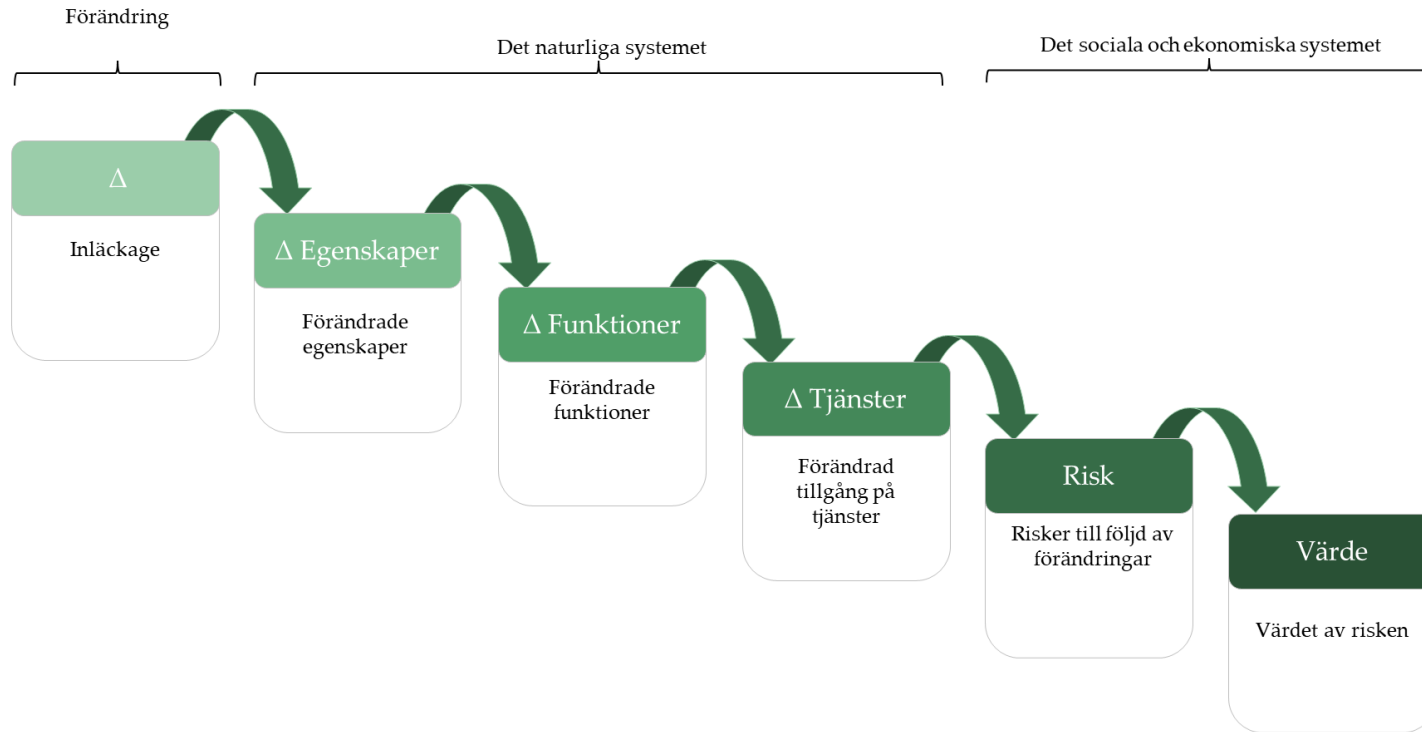 Förändring
Det naturliga systemet
Det sociala och ekonomiska systemet
Δ
Inläckage
Δ Egenskaper
Förändrade
egenskaper
Δ Funktioner
Förändrade
funktioner
Δ Tjänster
Förändrad
tillgång på
tjänster
Risk
Risker till följd av
förändringar
Värde
Värdet av risken